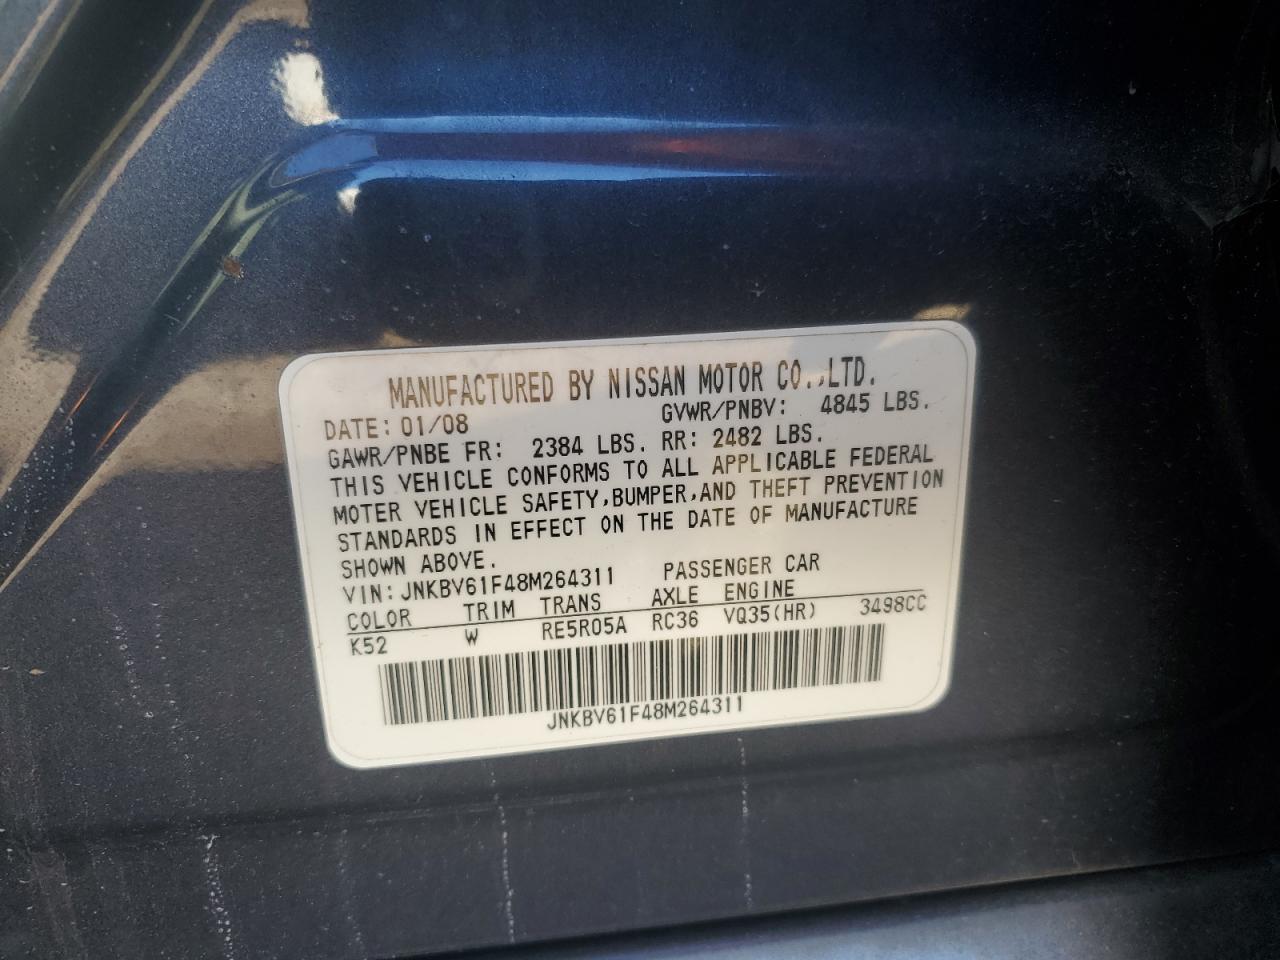 MANUFACTURED BY NISSAN MOTOR CO.,LTD.
DATE: 01/08 GVWR/PNBV: 4845 LBS.
GAWR/PNBE FR: 2384 LBS. RR: 2482 LBS.
THIS VEHICLE CONFORMS TO ALL APPLICABLE FEDERAL
MOTER VEHICLE SAFETY,BUMPER,AND THEFT PREVENTION
STANDARDS IN EFFECT ON THE DATE OF MANUFACTURE
SHOWN ABOVE.
VIN: JNKBV61F48M264311 PASSENGER CAR
COLOR TRIM TRANS AXLE ENGINE
K52 W RE5R05A RC36 VQ35(HR) 3498CC
JNKBV61F48M264311